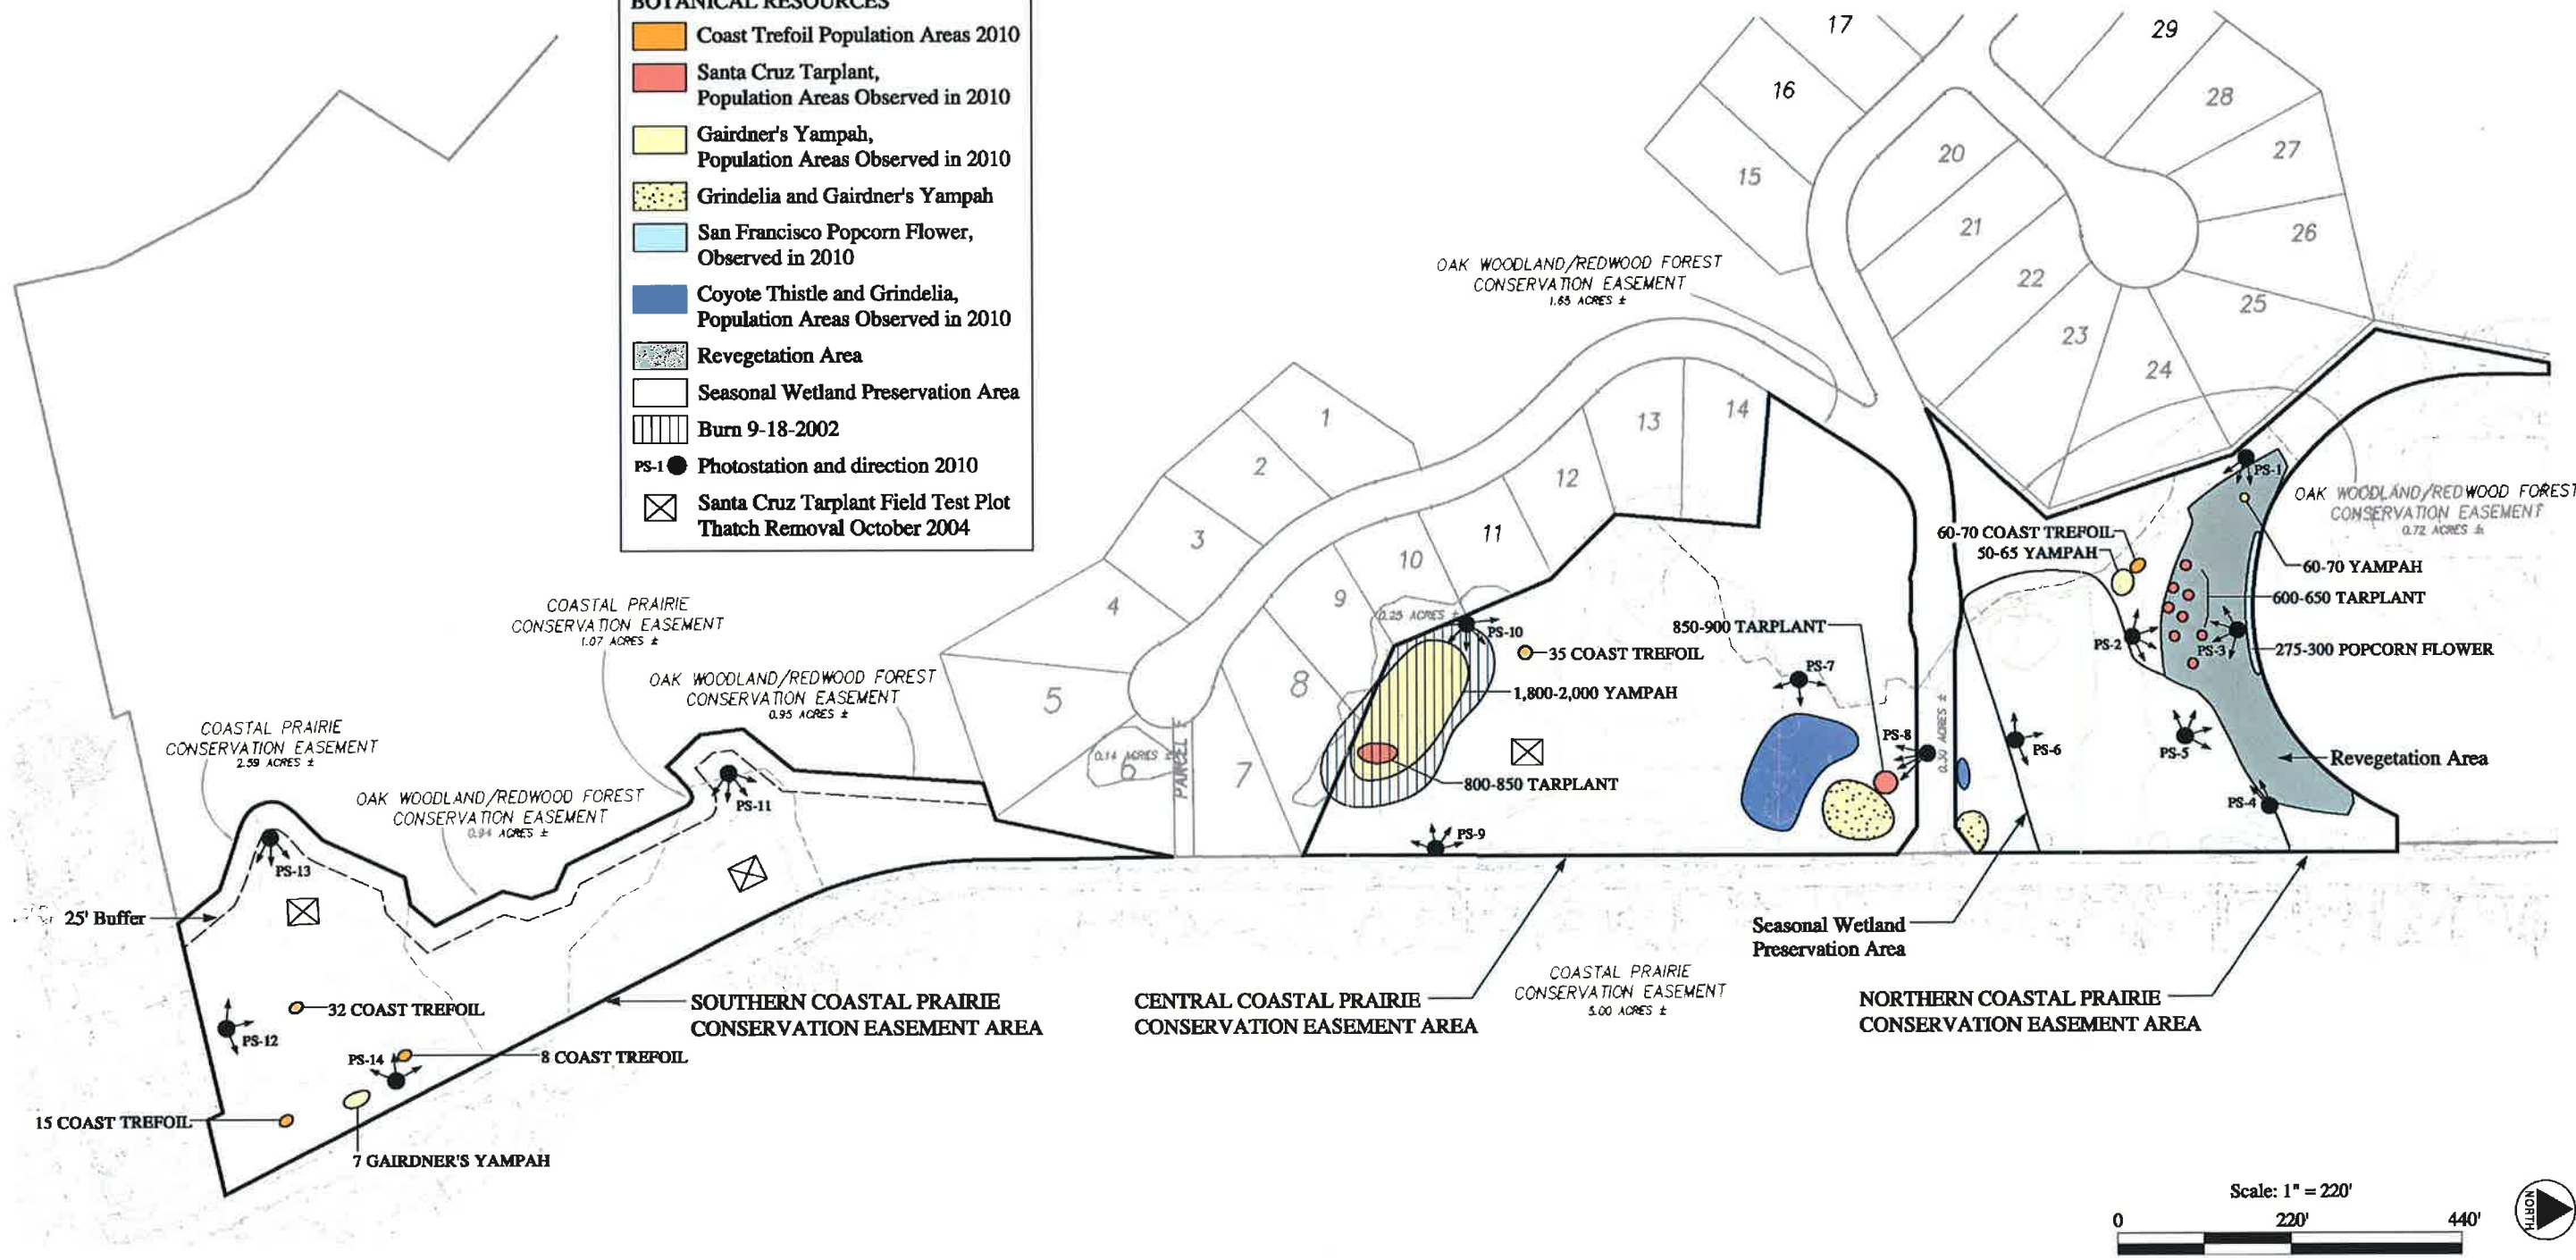 BOTANICAL RESOURCES
Coast Trefoil Population Areas 2010
Santa Cruz Tarplant,
Population Areas Observed in 2010
Gairdner's Yampah,
Population Areas Observed in 2010
Grindelia and Gairdner's Yampah
San Francisco Popcorn Flower,
Observed in 2010
Coyote Thistle and Grindelia,
Population Areas Observed in 2010
Revegetation Area
Seasonal Wetland Preservation Area
Burn 9-18-2002
PS-1 Photostation and direction 2010
Santa Cruz Tarplant Field Test Plot
Thatch Removal October 2004
17
29
16
28
15
20
27
21
26
22
25
23
24
OAK WOODLAND/REDWOOD FOREST
CONSERVATION EASEMENT
1.65 ACRES ±
1
2
3
4
5
6
7
8
9
10
11
12
13
14
0.14 ACRES ±
PARCEL E
0.25 ACRES ±
PS-1
OAK WOODLAND/REDWOOD FOREST
CONSERVATION EASEMENT
0.72 ACRES ±
60-70 COAST TREFOIL
50-65 YAMPAH
60-70 YAMPAH
600-650 TARPLANT
PS-2
PS-3
275-300 POPCORN FLOWER
COASTAL PRAIRIE
CONSERVATION EASEMENT
1.07 ACRES ±
OAK WOODLAND/REDWOOD FOREST
CONSERVATION EASEMENT
0.95 ACRES ±
COASTAL PRAIRIE
CONSERVATION EASEMENT
2.59 ACRES ±
OAK WOODLAND/REDWOOD FOREST
CONSERVATION EASEMENT
0.94 ACRES ±
PS-10
35 COAST TREFOIL
850-900 TARPLANT
PS-7
1,800-2,000 YAMPAH
PS-8
0.30 ACRES ±
PS-6
PS-5
Revegetation Area
800-850 TARPLANT
PS-4
PS-9
PS-11
PS-13
25' Buffer
Seasonal Wetland
Preservation Area
COASTAL PRAIRIE
CONSERVATION EASEMENT
5.00 ACRES ±
SOUTHERN COASTAL PRAIRIE
CONSERVATION EASEMENT AREA
CENTRAL COASTAL PRAIRIE
CONSERVATION EASEMENT AREA
NORTHERN COASTAL PRAIRIE
CONSERVATION EASEMENT AREA
32 COAST TREFOIL
PS-12
PS-14
8 COAST TREFOIL
15 COAST TREFOIL
7 GAIRDNER'S YAMPAH
Scale: 1" = 220'
0 220' 440'
NORTH